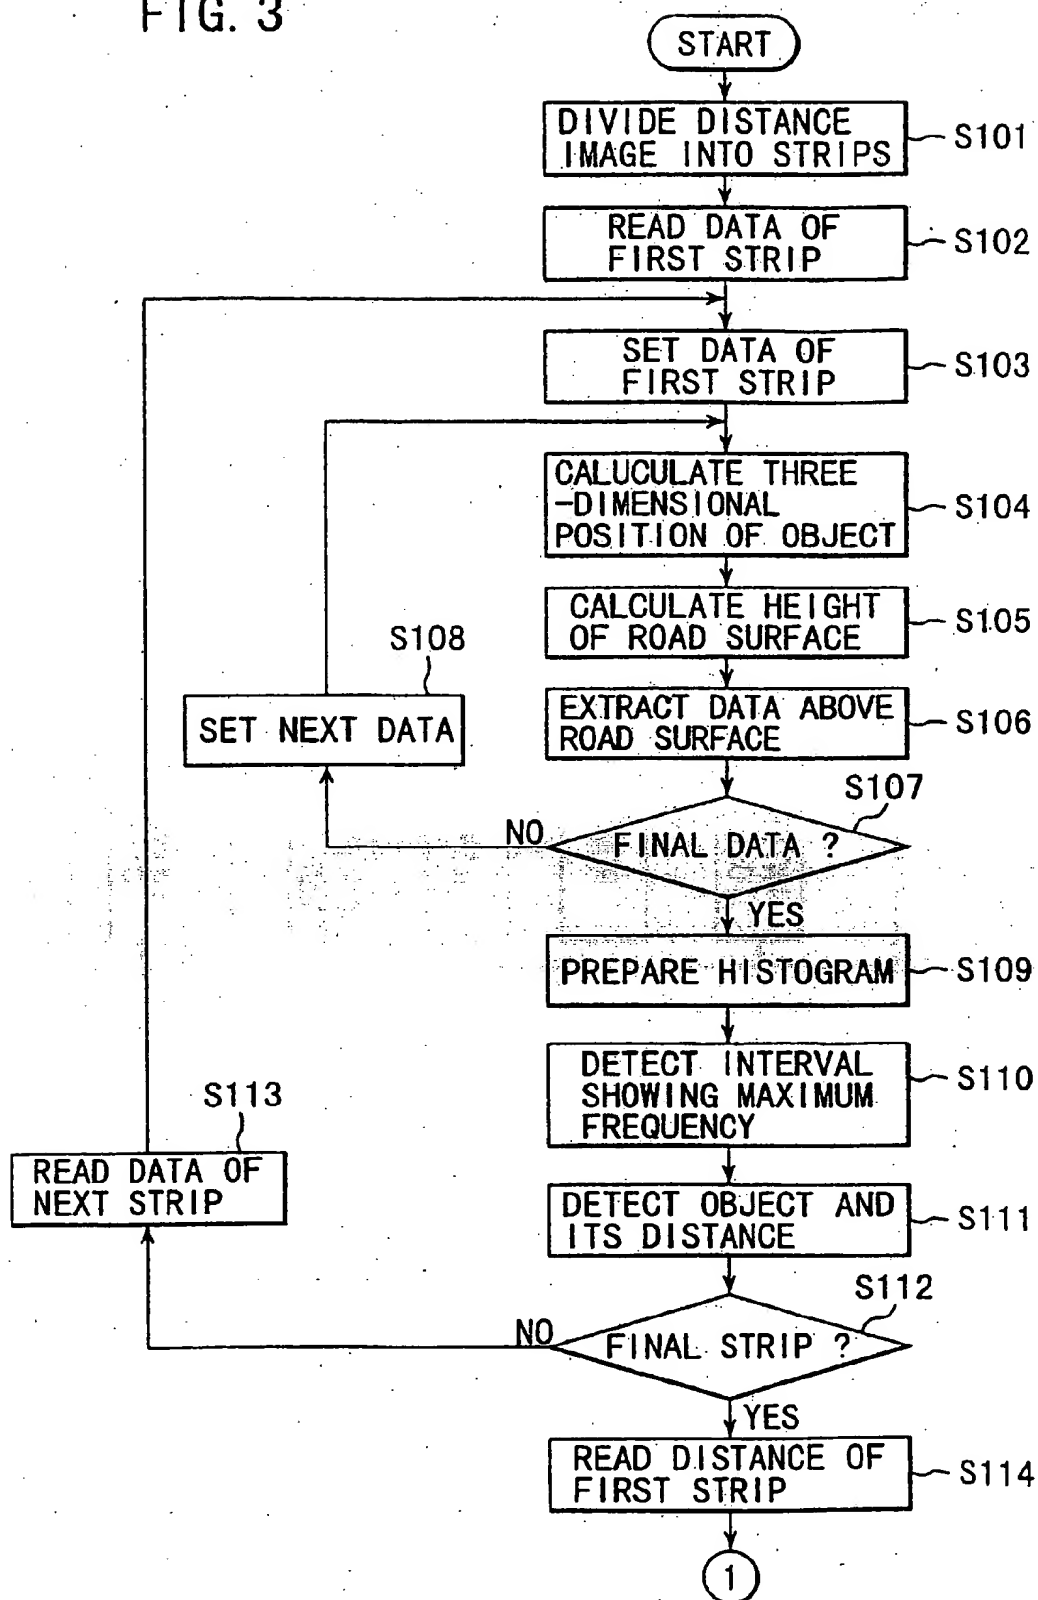 FIG. 3
START
DIVIDE DISTANCE
IMAGE INTO STRIPS
S101
READ DATA OF
FIRST STRIP
S102
SET DATA OF
FIRST STRIP
S103
CALUCULATE THREE
-DIMENSIONAL
POSITION OF OBJECT
S104
CALCULATE HEIGHT
OF ROAD SURFACE
S105
S108
SET NEXT DATA
EXTRACT DATA ABOVE
ROAD SURFACE
S106
S107
NO
FINAL DATA ?
YES
PREPARE HISTOGRAM
S109
DETECT INTERVAL
SHOWING MAXIMUM
FREQUENCY
S110
S113
READ DATA OF
NEXT STRIP
DETECT OBJECT AND
ITS DISTANCE
S111
S112
NO
FINAL STRIP ?
YES
READ DISTANCE OF
FIRST STRIP
S114
1